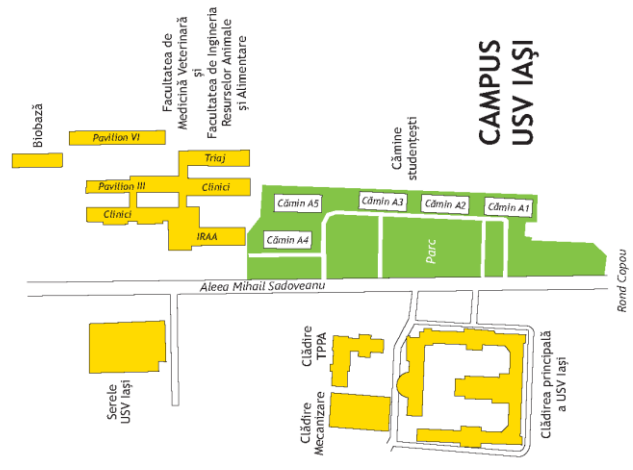 CAMPUS
USV IAȘI
Biobază
Pavilion VI
Facultatea de
Medicină Veterinară
și
Facultatea de Ingineria
Resurselor Animale
și Alimentare
Pavilion III
Triaj
Clinici
Clinici
IRAA
Cămine
studențești
Cămin A5
Cămin A3
Cămin A2
Cămin A1
Cămin A4
Parc
Aleea Mihail Sadoveanu
Rond Copou
Serele
USV Iași
Clădire
TPPA
Clădire
Mecanizare
Clădirea principală
a USV Iași